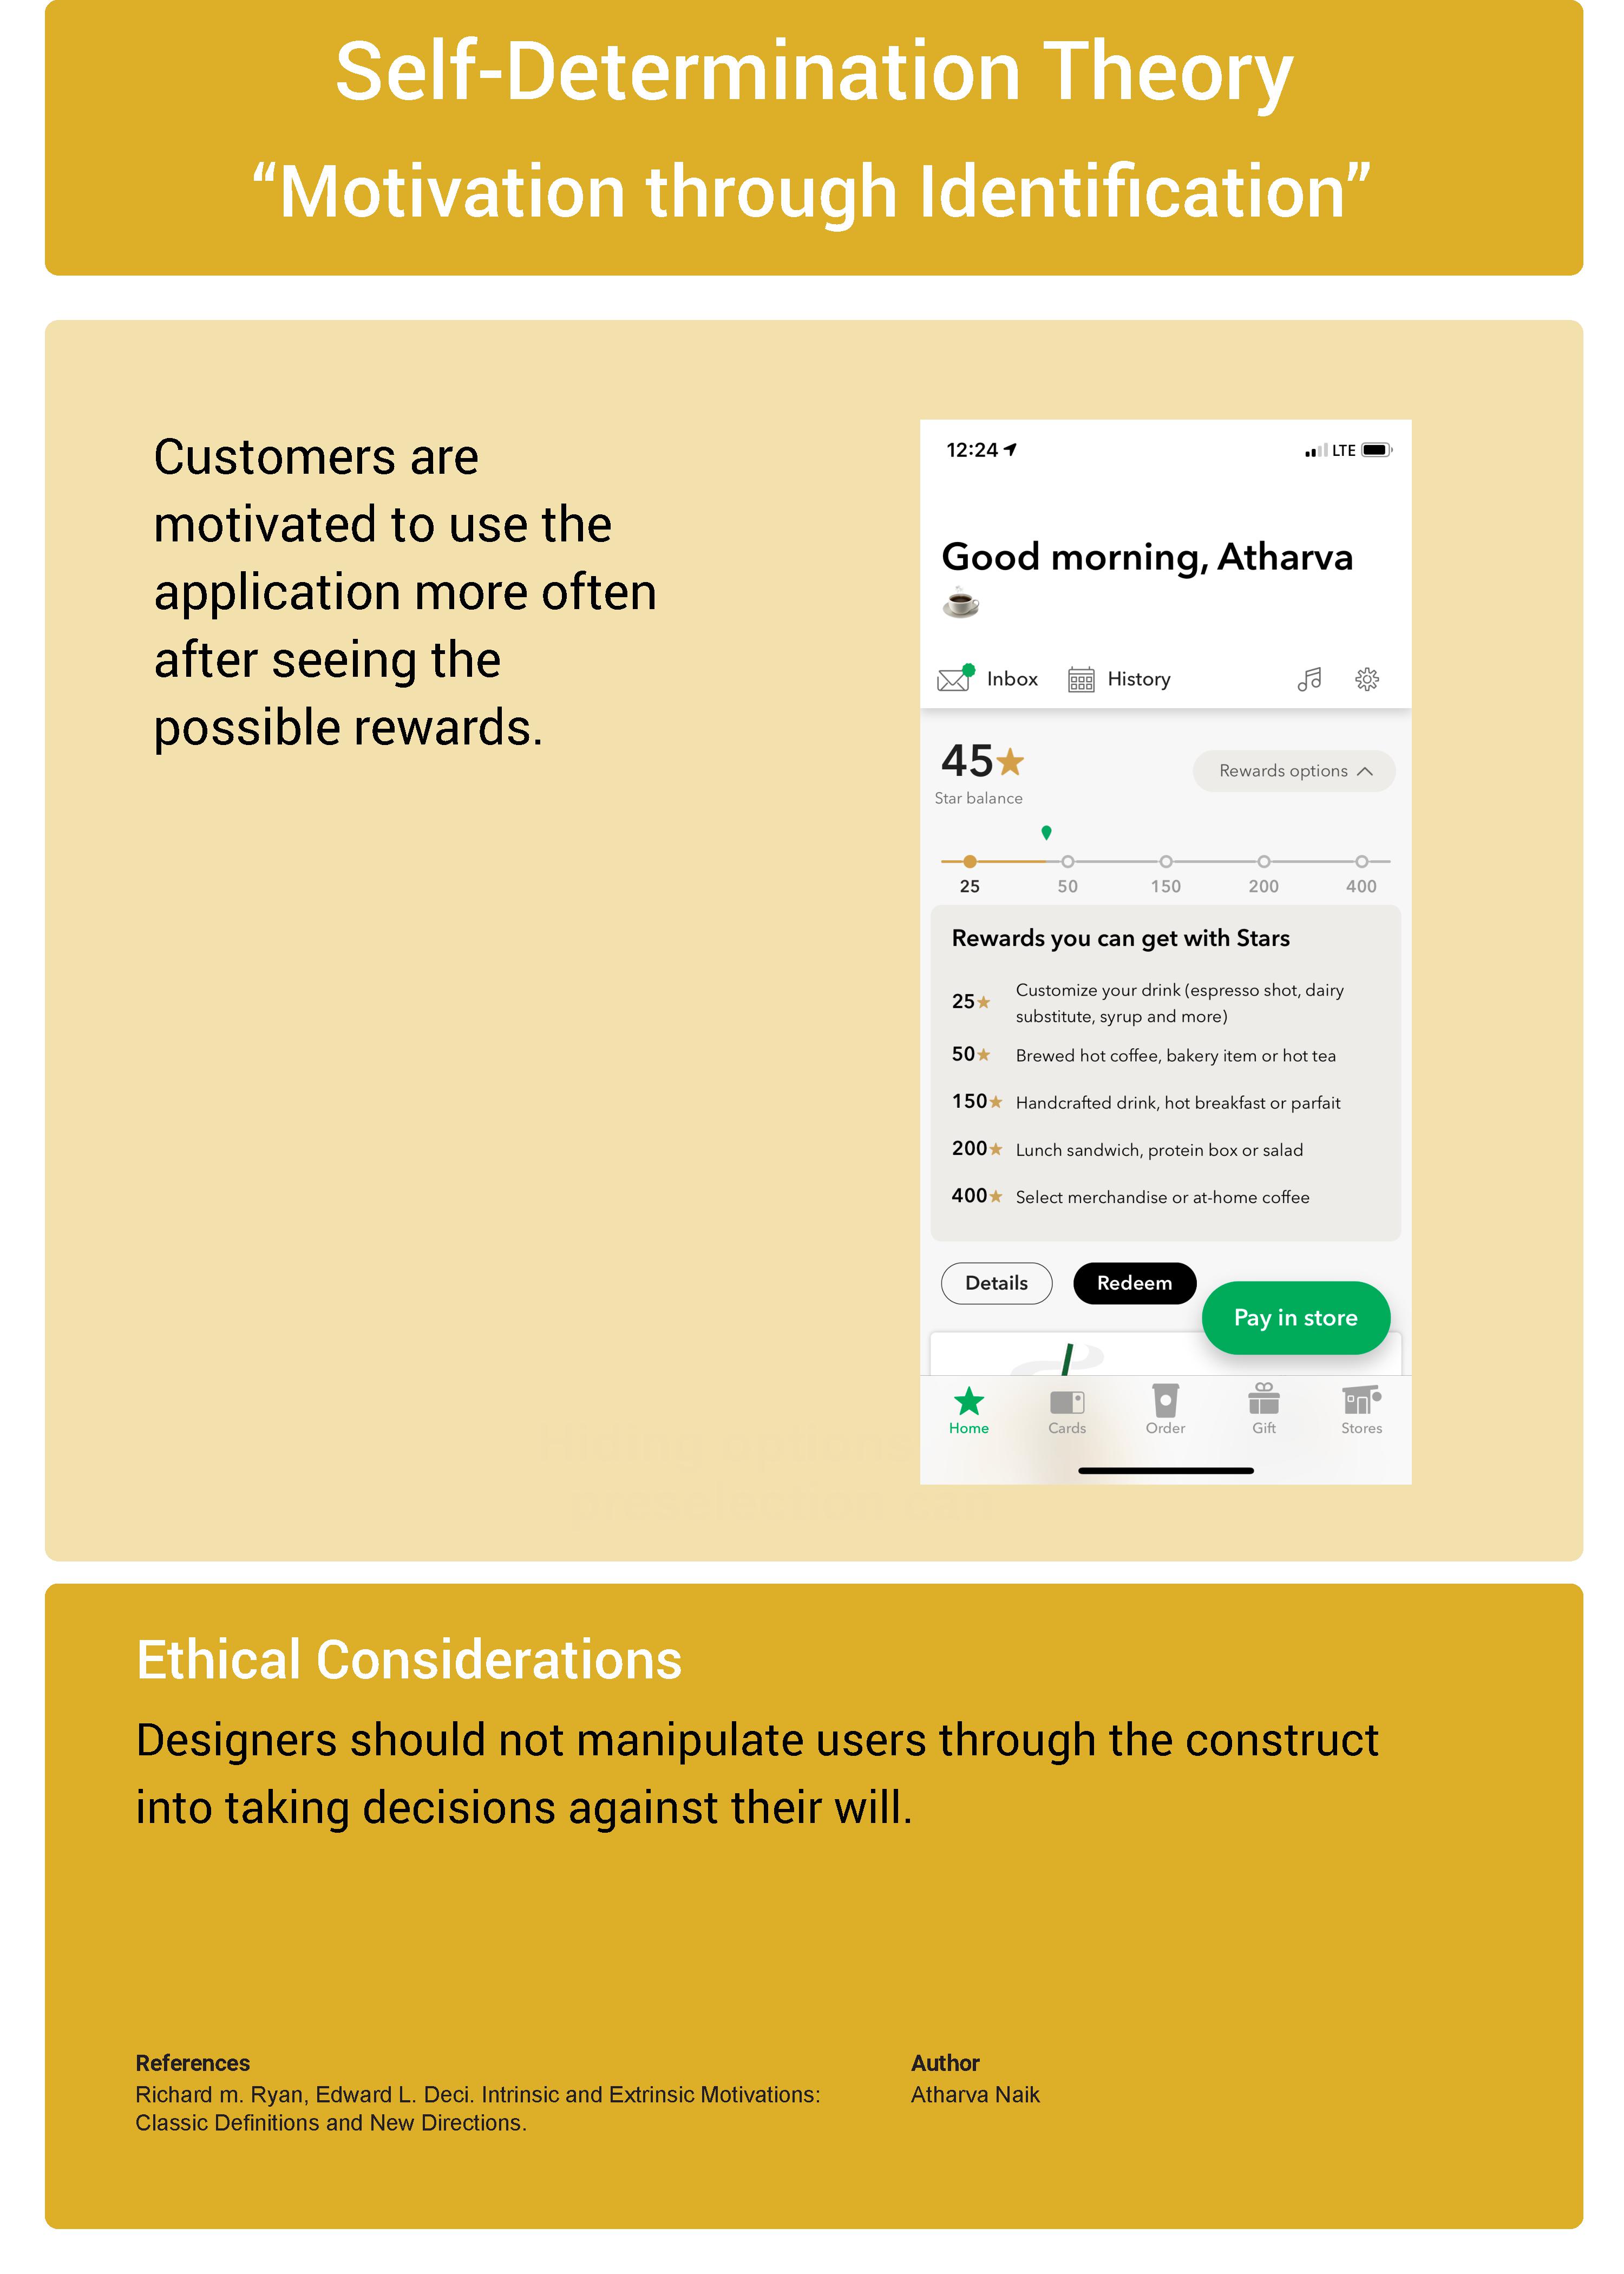 Self-Determination Theory
“Motivation through Identification”
Customers are
motivated to use the
application more often
after seeing the
possible rewards.
12:24
LTE
Good morning, Atharva
Inbox
History
45
Rewards options
Star balance
25 50 150 200 400
Rewards you can get with Stars
25★ Customize your drink (espresso shot, dairy
substitute, syrup and more)
50★ Brewed hot coffee, bakery item or hot tea
150★ Handcrafted drink, hot breakfast or parfait
200★ Lunch sandwich, protein box or salad
400★ Select merchandise or at-home coffee
Details
Redeem
Pay in store
Home Cards Order Gift Stores
preselection can
Ethical Considerations
Designers should not manipulate users through the construct
into taking decisions against their will.
References
Richard m. Ryan, Edward L. Deci. Intrinsic and Extrinsic Motivations:
Classic Definitions and New Directions.
Author
Atharva Naik